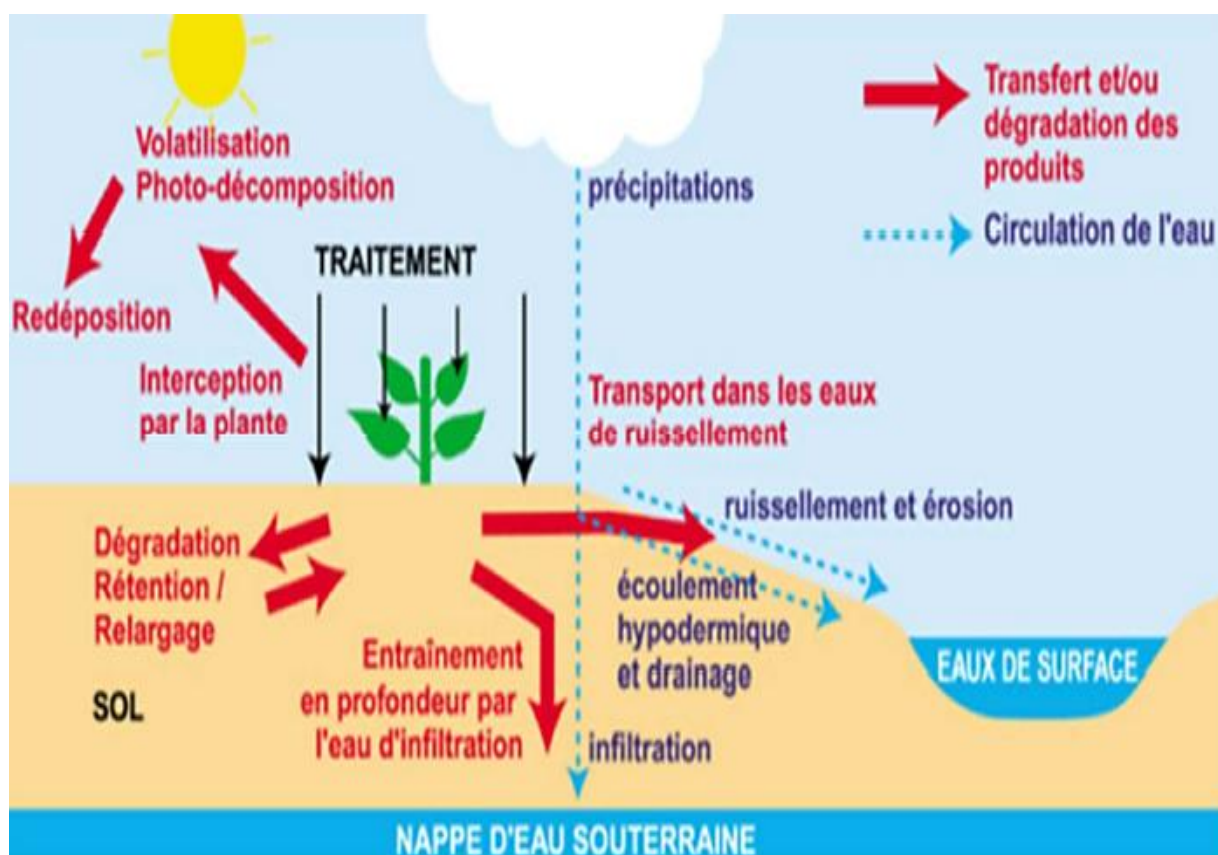 Volatilisation
Photo-décomposition
Redéposition
TRAITEMENT
Interception
par la plante
précipitations
Transfert et/ou
dégradation des
produits
Circulation de l'eau
Transport dans les eaux
de ruissellement
ruissellement et érosion
Dégradation
Rétention /
Relargage
SOL
Entraînement
en profondeur par
l'eau d'infiltration
écoulement
hypodermique
et drainage
infiltration
EAUX DE SURFACE
NAPPE D'EAU SOUTERRAINE